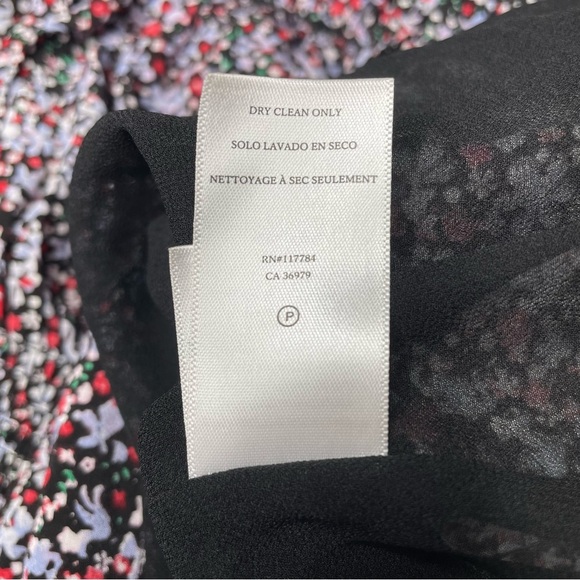 DRY CLEAN ONLY
SOLO LAVADO EN SECO
NETTOYAGE À SEC SEULEMENT
RN#117784
CA 36979
P